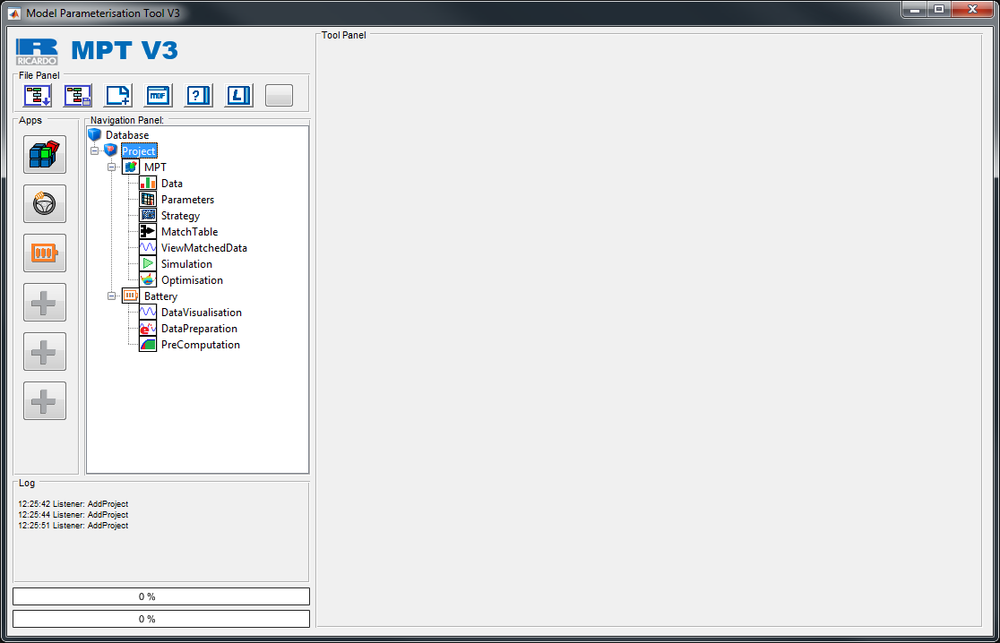 Model Parameterisation Tool V3
RICARDO
MPT V3
File Panel
MDF
?
L
Apps
Navigation Panel:
Database
Project
MPT
Data
Parameters
Strategy
MatchTable
ViewMatchedData
Simulation
Optimisation
Battery
DataVisualisation
DataPreparation
PreComputation
Log
12:25:42 Listener: AddProject
12:25:44 Listener: AddProject
12:25:51 Listener: AddProject
0 %
0 %
Tool Panel